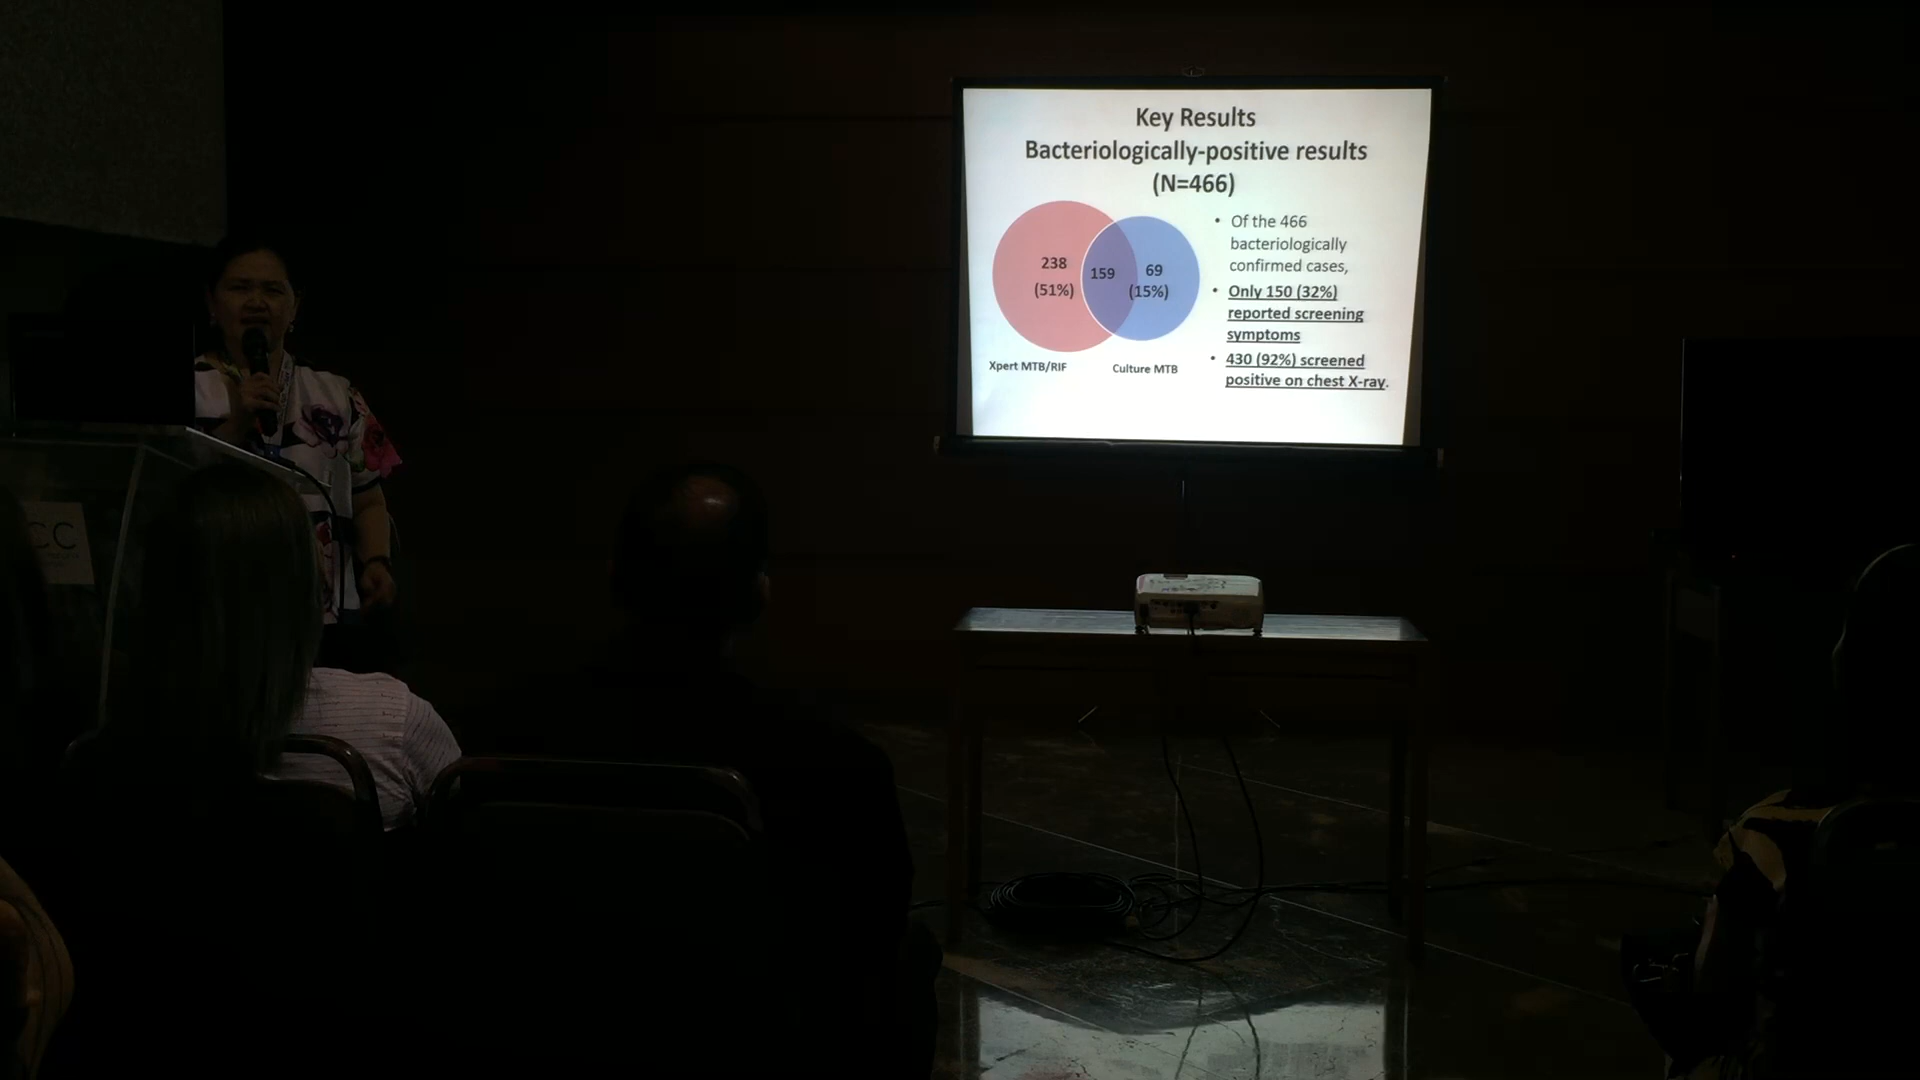 Key Results
Bacteriologically-positive results
(N=466)
238
(51%)
159
69
(15%)
Xpert MTB/RIF
Culture MTB
• Of the 466
bacteriologically
confirmed cases,
• Only 150 (32%)
reported screening
symptoms
• 430 (92%) screened
positive on chest X-ray.
CC